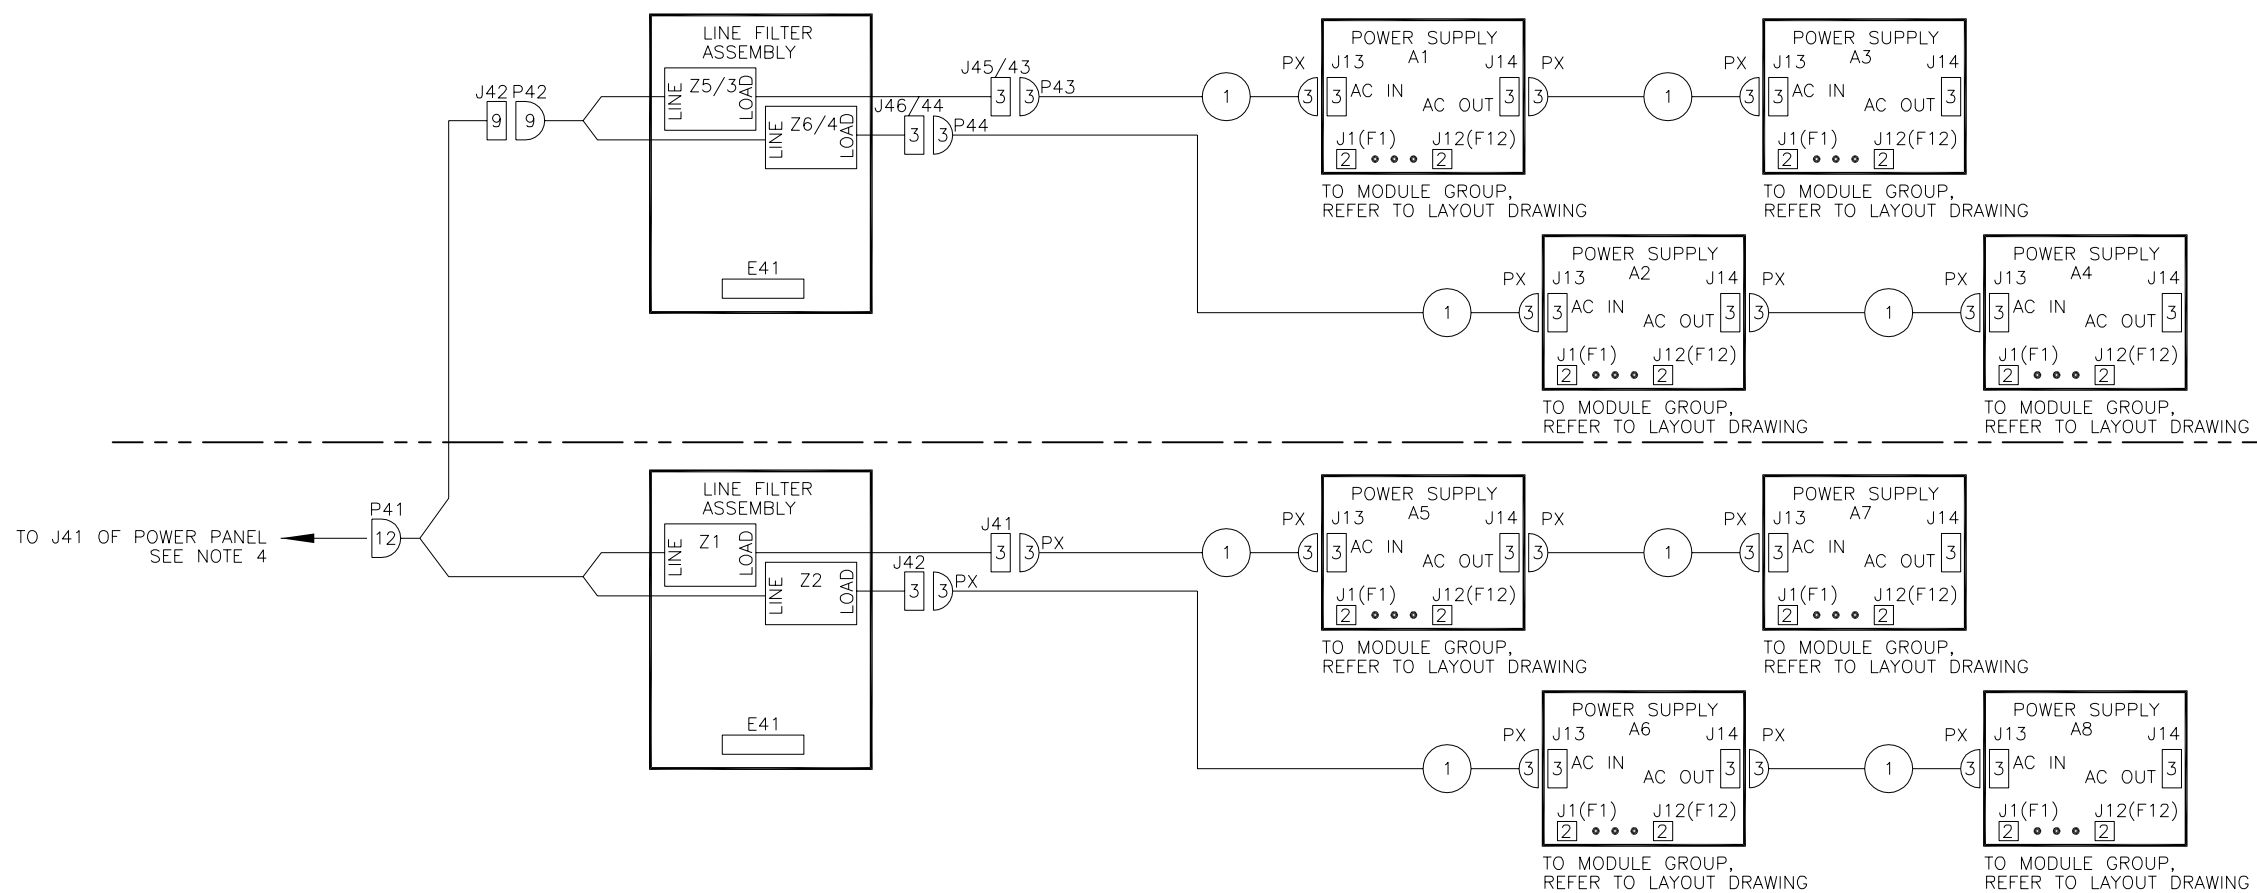 LINE FILTER
ASSEMBLY
LINE
Z5/3
LOAD
LINE
Z6/4
LOAD
E41
J42
P42
9
9
J45/43
3
3
P43
J46/44
3
3
P44
1
PX
3
POWER SUPPLY
A1
J13
J14
3
AC IN
AC OUT
3
J1(F1)
J12(F12)
2
2
TO MODULE GROUP,
REFER TO LAYOUT DRAWING
PX
3
1
PX
3
POWER SUPPLY
A3
J13
J14
3
AC IN
AC OUT
3
J1(F1)
J12(F12)
2
2
TO MODULE GROUP,
REFER TO LAYOUT DRAWING
1
PX
3
POWER SUPPLY
A2
J13
J14
3
AC IN
AC OUT
3
J1(F1)
J12(F12)
2
2
TO MODULE GROUP,
REFER TO LAYOUT DRAWING
PX
3
1
PX
3
POWER SUPPLY
A4
J13
J14
3
AC IN
AC OUT
3
J1(F1)
J12(F12)
2
2
TO MODULE GROUP,
REFER TO LAYOUT DRAWING
TO J41 OF POWER PANEL
SEE NOTE 4
P41
12
LINE FILTER
ASSEMBLY
LINE
Z1
LOAD
LINE
Z2
LOAD
E41
J41
3
3
PX
J42
3
3
PX
1
PX
3
POWER SUPPLY
A5
J13
J14
3
AC IN
AC OUT
3
J1(F1)
J12(F12)
2
2
TO MODULE GROUP,
REFER TO LAYOUT DRAWING
PX
3
1
PX
3
POWER SUPPLY
A7
J13
J14
3
AC IN
AC OUT
3
J1(F1)
J12(F12)
2
2
TO MODULE GROUP,
REFER TO LAYOUT DRAWING
1
PX
3
POWER SUPPLY
A6
J13
J14
3
AC IN
AC OUT
3
J1(F1)
J12(F12)
2
2
TO MODULE GROUP,
REFER TO LAYOUT DRAWING
PX
3
1
PX
3
POWER SUPPLY
A8
J13
J14
3
AC IN
AC OUT
3
J1(F1)
J12(F12)
2
2
TO MODULE GROUP,
REFER TO LAYOUT DRAWING